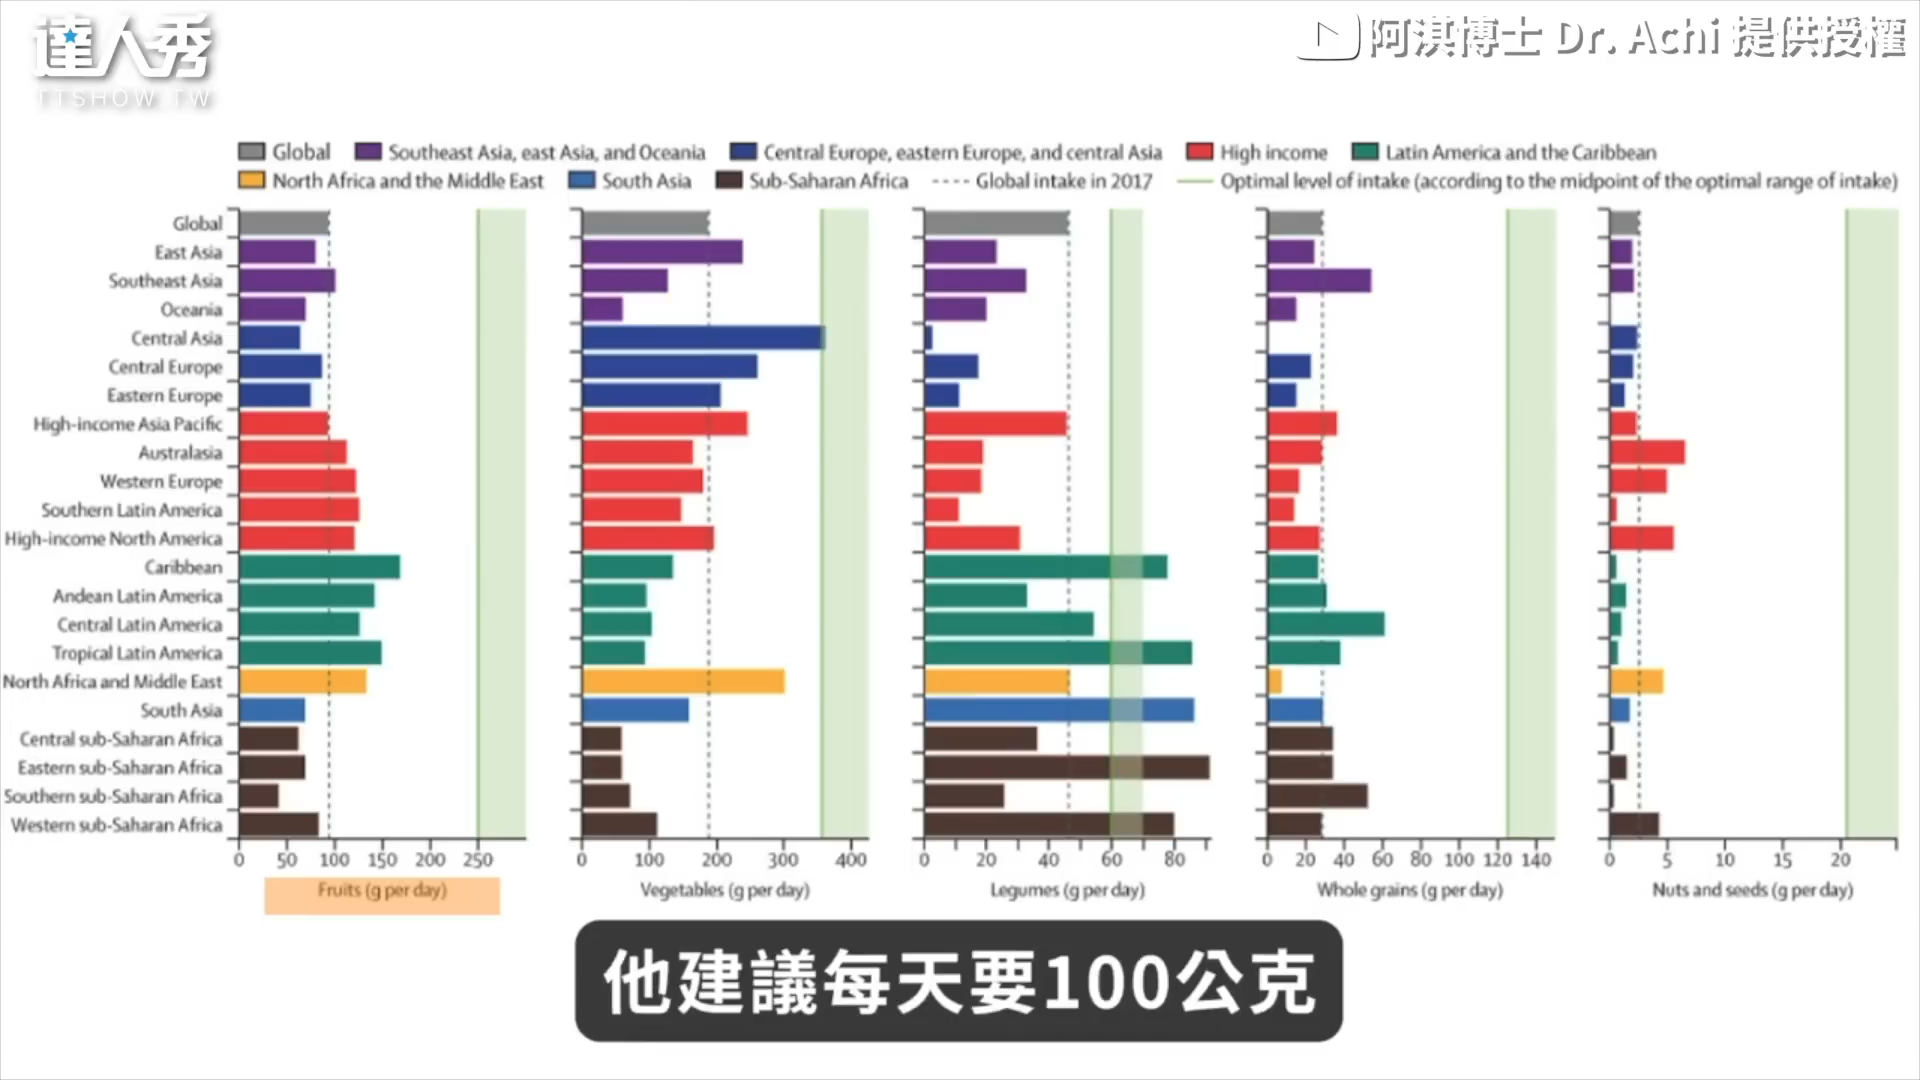 達人秀
TTSHOW.TW
阿淇博士 Dr. Achi 提供授權
Global
Southeast Asia, east Asia, and Oceania
Central Europe, eastern Europe, and central Asia
High income
Latin America and the Caribbean
North Africa and the Middle East
South Asia
Sub-Saharan Africa
Global intake in 2017
Optimal level of intake (according to the midpoint of the optimal range of intake)
Global
East Asia
Southeast Asia
Oceania
Central Asia
Central Europe
Eastern Europe
High-income Asia Pacific
Australasia
Western Europe
Southern Latin America
High-income North America
Caribbean
Andean Latin America
Central Latin America
Tropical Latin America
North Africa and Middle East
South Asia
Central sub-Saharan Africa
Eastern sub-Saharan Africa
Southern sub-Saharan Africa
Western sub-Saharan Africa
0 50 100 150 200 250
0 100 200 300 400
0 20 40 60 80
0 20 40 60 80 100 120 140
0 5 10 15 20
Fruits (g per day)
Vegetables (g per day)
Legumes (g per day)
Whole grains (g per day)
Nuts and seeds (g per day)
他建議每天要100公克